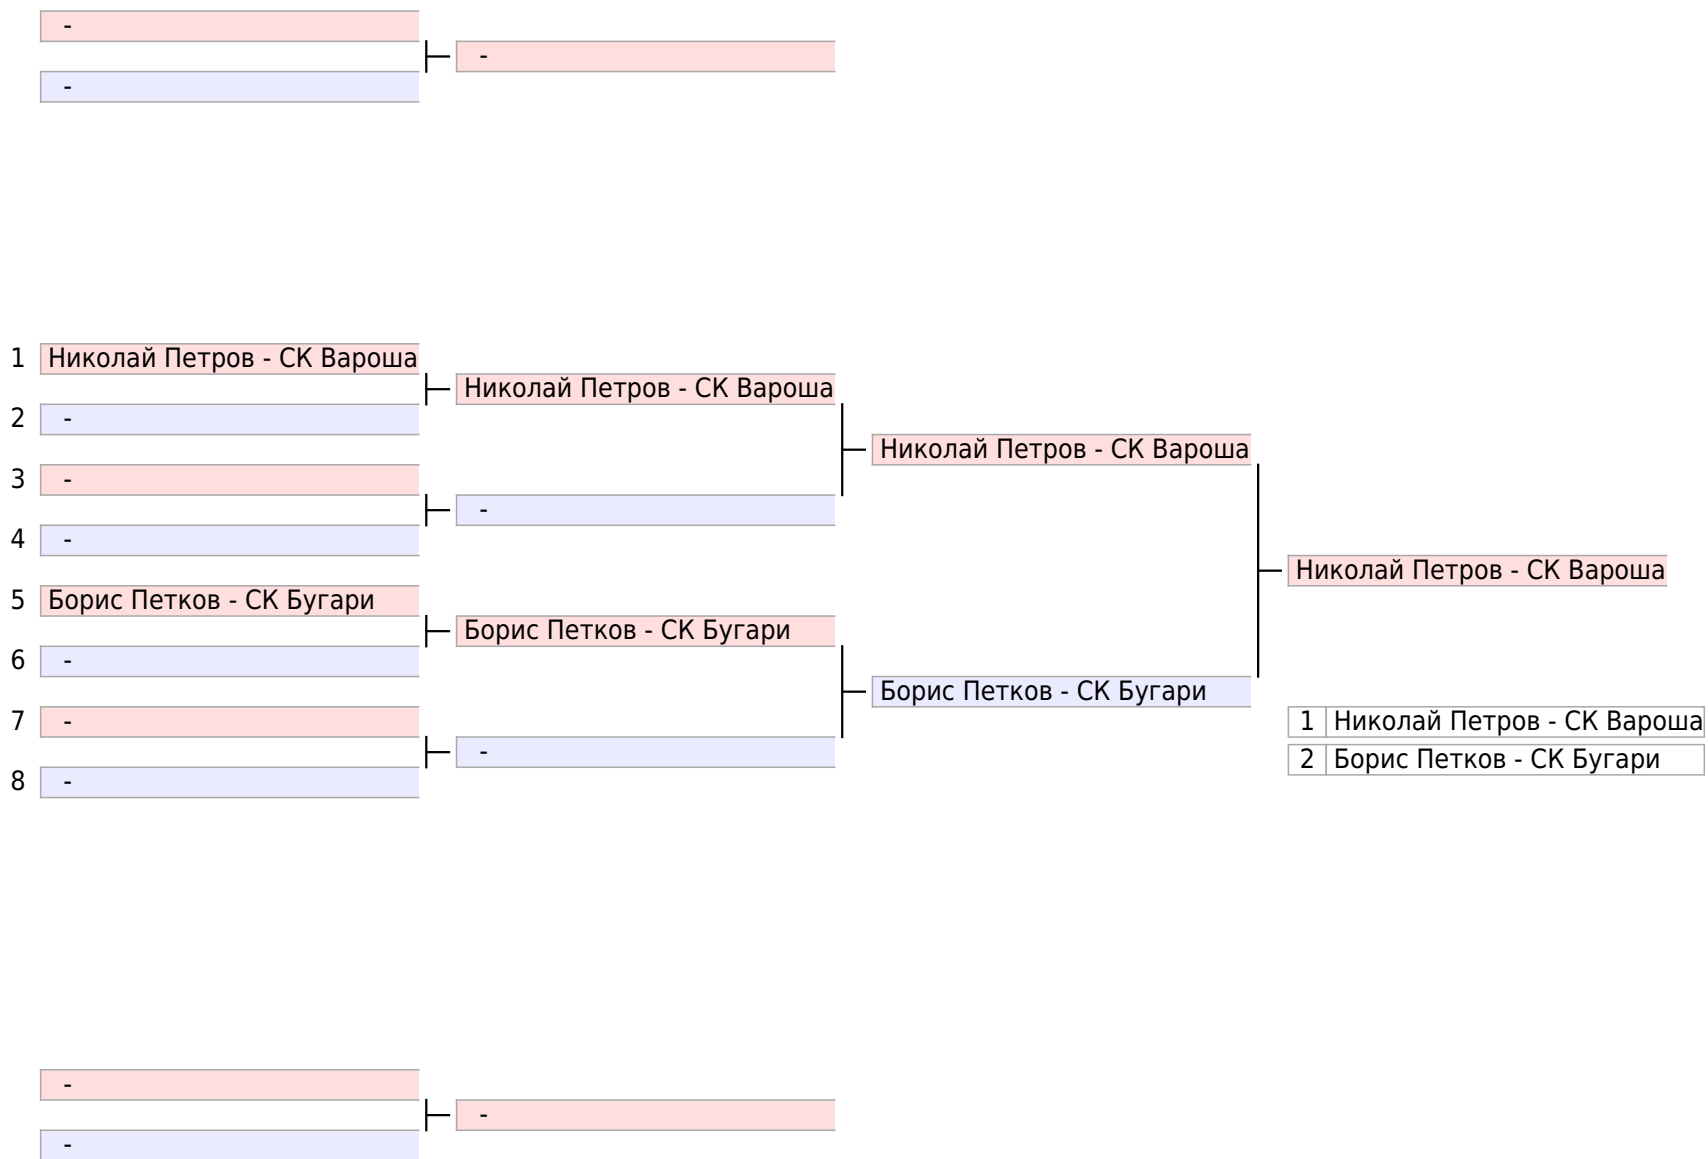 -
-
-
1 Николай Петров - СК Вароша
Николай Петров - СК Вароша
2 -
Николай Петров - СК Вароша
3 -
-
4 -
Николай Петров - СК Вароша
5 Борис Петков - СК Бугари
Борис Петков - СК Бугари
6 -
Борис Петков - СК Бугари
7 -
1 Николай Петров - СК Вароша
-
2 Борис Петков - СК Бугари
8 -
-
-
-